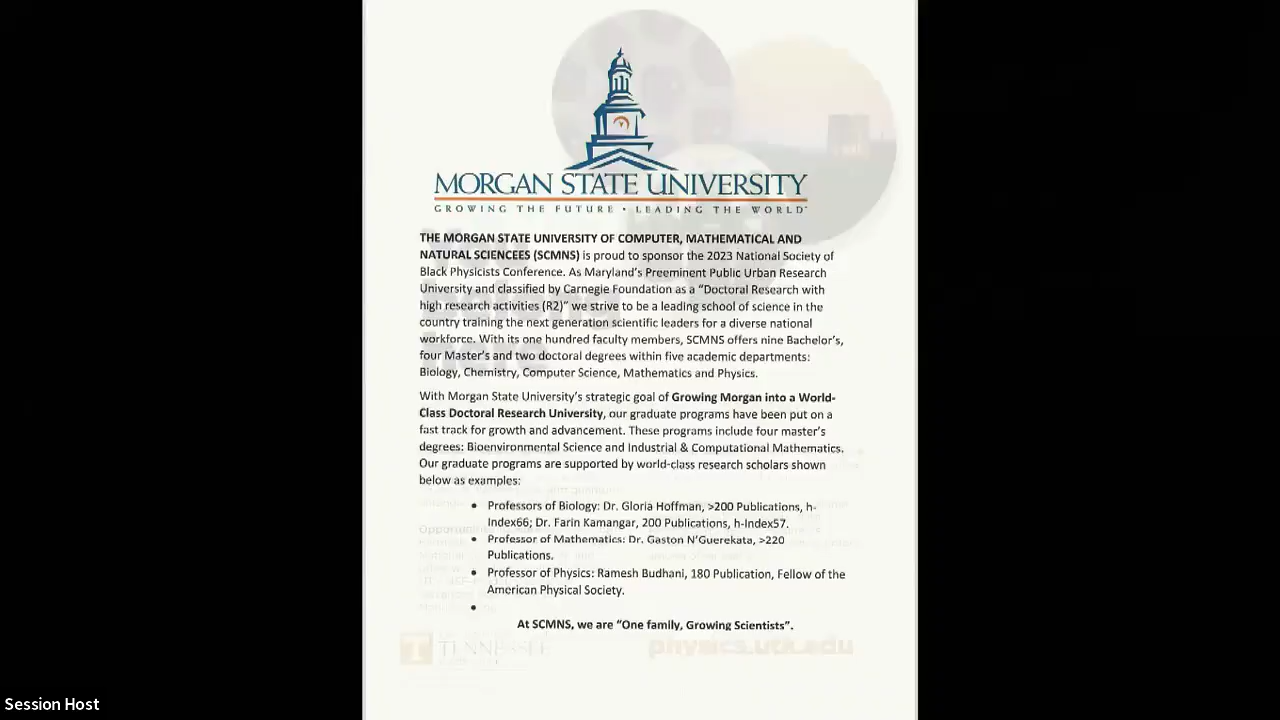 MORGAN STATE UNIVERSITY
GROWING THE FUTURE • LEADING THE WORLD
THE MORGAN STATE UNIVERSITY OF COMPUTER, MATHEMATICAL AND
NATURAL SCIENCEES (SCMNS) is proud to sponsor the 2023 National Society of
Black Physicists Conference. As Maryland's Preeminent Public Urban Research
University and classified by Carnegie Foundation as a "Doctoral Research with
high research activities (R2)" we strive to be a leading school of science in the
country training the next generation scientific leaders for a diverse national
workforce. With its one hundred faculty members, SCMNS offers nine Bachelor's,
four Master's and two doctoral degrees within five academic departments:
Biology, Chemistry, Computer Science, Mathematics and Physics.
With Morgan State University's strategic goal of Growing Morgan into a World-
Class Doctoral Research University, our graduate programs have been put on a
fast track for growth and advancement. These programs include four master's
degrees: Bioenvironmental Science and Industrial & Computational Mathematics.
Our graduate programs are supported by world-class research scholars shown
below as examples:
• Professors of Biology: Dr. Gloria Hoffman, >200 Publications, h-
Index66; Dr. Farin Kamangar, 200 Publications, h-Index57.
• Professor of Mathematics: Dr. Gaston N'Guerekata, >220
Publications.
• Professor of Physics: Ramesh Budhani, 180 Publication, Fellow of the
American Physical Society.
•
At SCMNS, we are "One family, Growing Scientists".
T TENNESSEE
physics.utk.edu
Session Host